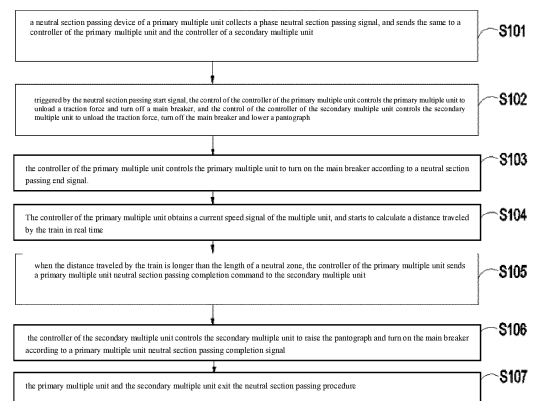 a neutral section passing device of a primary multiple unit collects a phase neutral section passing signal, and sends the same to a
controller of the primary multiple unit and the controller of a secondary multiple unit
S101
triggered by the neutral section passing start signal, the control of the controller of the primary multiple unit controls the primary multiple unit to
unload a traction force and turn off a main breaker, and the control of the controller of the secondary multiple unit controls the secondary
multiple unit to unload the traction force, turn off the main breaker and lower a pantograph
S102
the controller of the primary multiple unit controls the primary multiple unit to turn on the main breaker according to a neutral section
passing end signal.
S103
The controller of the primary multiple unit obtains a current speed signal of the multiple unit, and starts to calculate a distance traveled
by the train in real time
S104
when the distance traveled by the train is longer than the length of a neutral zone, the controller of the primary multiple unit sends
a primary multiple unit neutral section passing completion command to the secondary multiple unit
S105
the controller of the secondary multiple unit controls the secondary multiple unit to raise the pantograph and turn on the main breaker
according to a primary multiple unit neutral section passing completion signal
S106
the primary multiple unit and the secondary multiple unit exit the neutral section passing procedure
S107